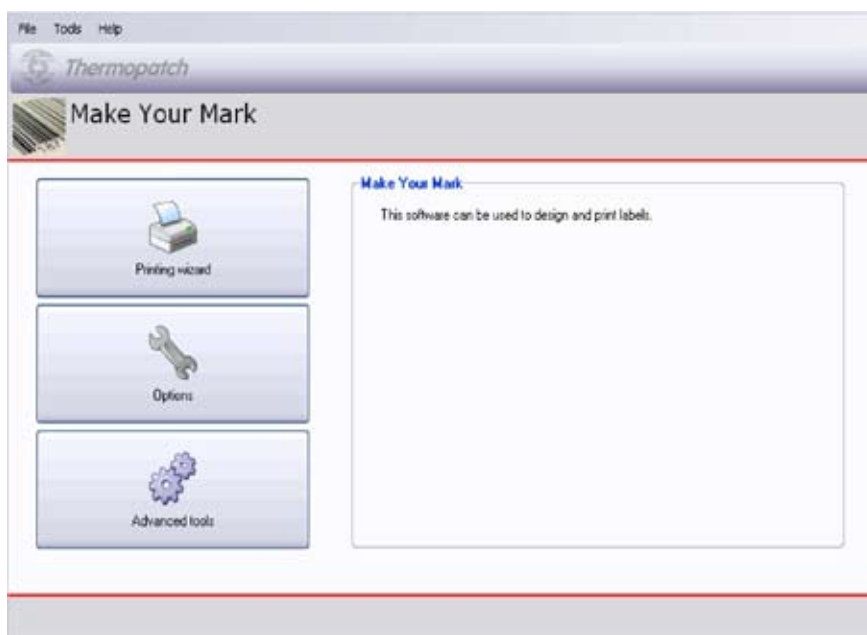 File Tools Help
Thermopatch
Make Your Mark
Make Your Mark
This software can be used to design and print labels.
Printing wizard
Options
Advanced tools